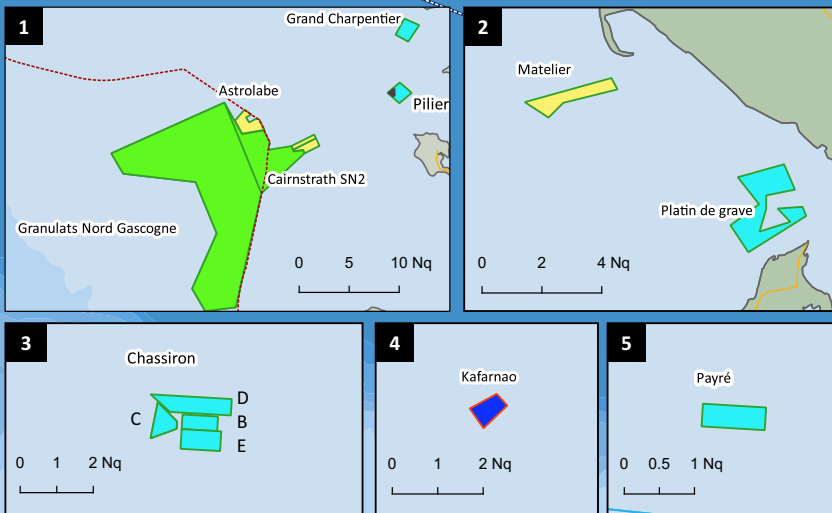 1
Grand Charpentier
Astrolabe
Pilier
Cairnstrath SN2
Granulats Nord Gascogne
0 5 10 Nq
2
Matelier
Platin de grave
0 2 4 Nq
3
Chassiron
C
D
B
E
0 1 2 Nq
4
Kafarnao
0 1 2 Nq
5
Payré
0 0.5 1 Nq